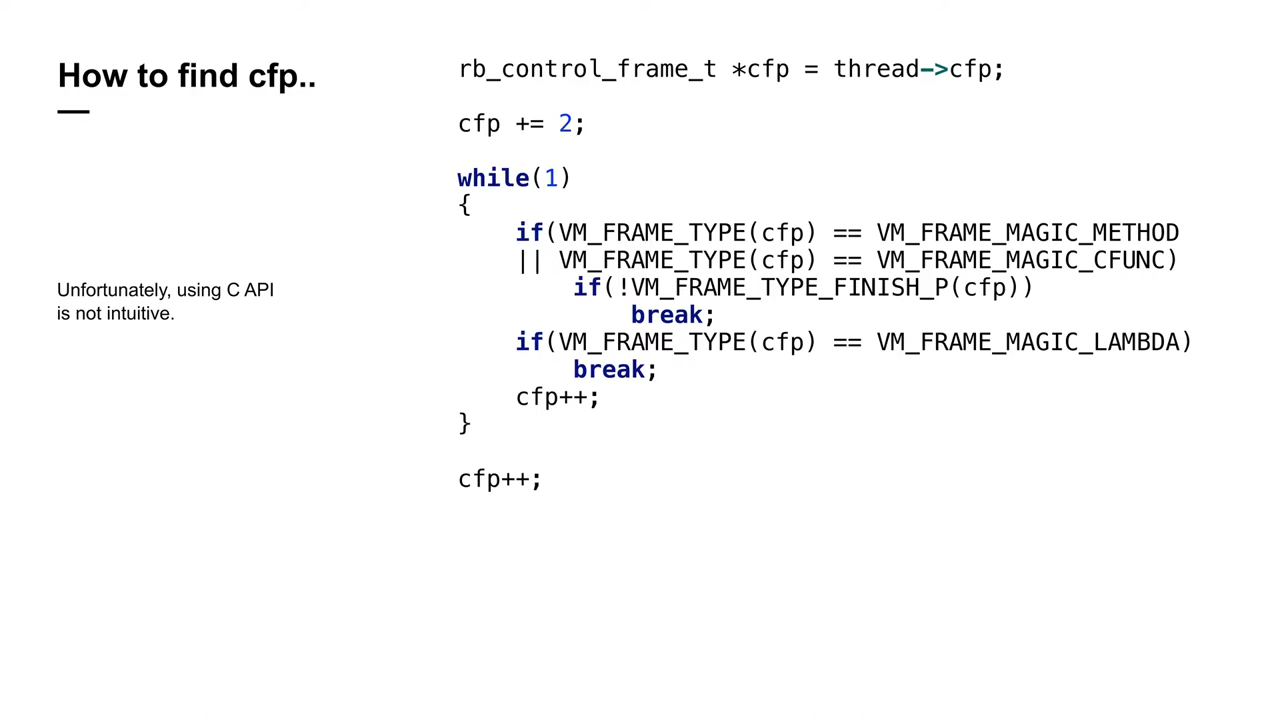 How to find cfp..
Unfortunately, using C API
is not intuitive.
rb_control_frame_t *cfp = thread->cfp;
cfp += 2;
while(1)
{
    if(VM_FRAME_TYPE(cfp) == VM_FRAME_MAGIC_METHOD
    || VM_FRAME_TYPE(cfp) == VM_FRAME_MAGIC_CFUNC)
        if(!VM_FRAME_TYPE_FINISH_P(cfp))
            break;
    if(VM_FRAME_TYPE(cfp) == VM_FRAME_MAGIC_LAMBDA)
        break;
    cfp++;
}
cfp++;